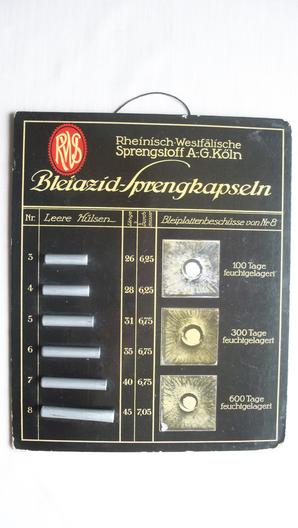 RWS
Rheinisch-Westfälische
Sprengstoff A.-G. Köln
Bleiazid-Sprengkapseln
Nr. Leere Hülsen Länge Durchmesser Bleiplattenbeschüsse von Nr. 8
3 26 6,25
4 28 6,25
100 Tage
feuchtgelagert
5 31 6,75
6 35 6,75
300 Tage
feuchtgelagert
7 40 6,75
8 45 7,05
600 Tage
feuchtgelagert